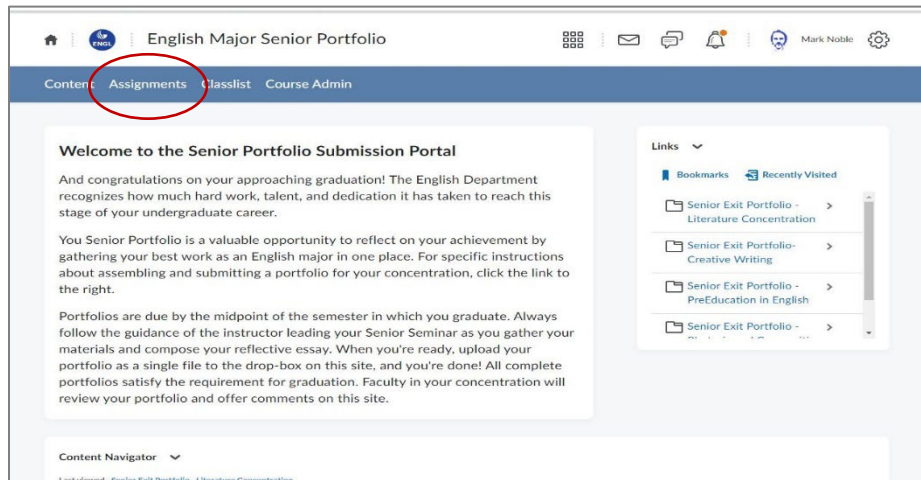 ENGL
English Major Senior Portfolio
Mark Noble
Content Assignments Classlist Course Admin
Welcome to the Senior Portfolio Submission Portal
And congratulations on your approaching graduation! The English Department
recognizes how much hard work, talent, and dedication it has taken to reach this
stage of your undergraduate career.
You Senior Portfolio is a valuable opportunity to reflect on your achievement by
gathering your best work as an English major in one place. For specific instructions
about assembling and submitting a portfolio for your concentration, click the link to
the right.
Portfolios are due by the midpoint of the semester in which you graduate. Always
follow the guidance of the instructor leading your Senior Seminar as you gather your
materials and compose your reflective essay. When you're ready, upload your
portfolio as a single file to the drop-box on this site, and you're done! All complete
portfolios satisfy the requirement for graduation. Faculty in your concentration will
review your portfolio and offer comments on this site.
Links
Bookmarks Recently Visited
Senior Exit Portfolio -
Literature Concentration
Senior Exit Portfolio-
Creative Writing
Senior Exit Portfolio -
PreEducation in English
Senior Exit Portfolio -
Content Navigator
Last viewed - Senior Exit Portfolio - Literature Concentration